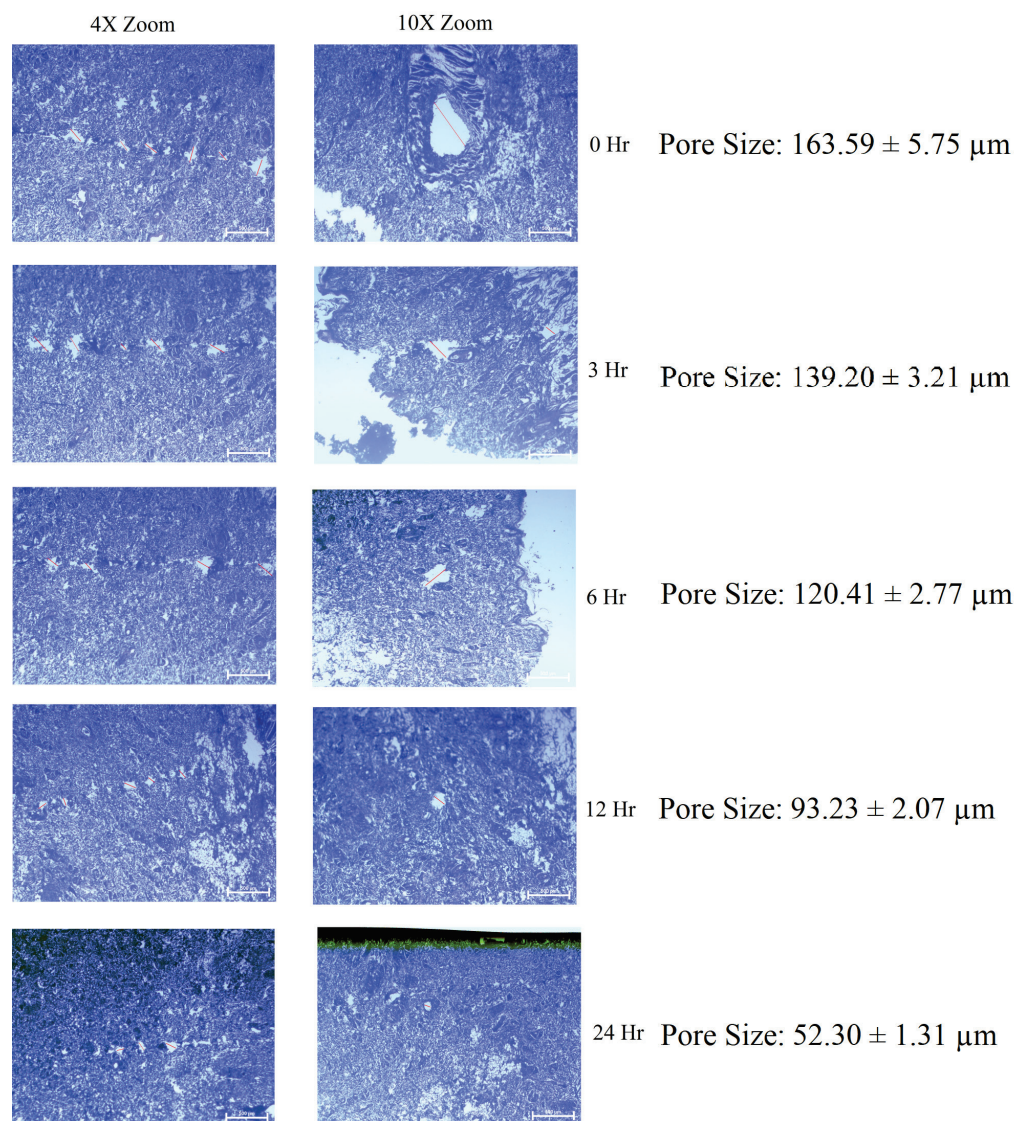 4X Zoom
10X Zoom
0 Hr
Pore Size: 163.59 ± 5.75 µm
3 Hr
Pore Size: 139.20 ± 3.21 µm
6 Hr
Pore Size: 120.41 ± 2.77 µm
12 Hr
Pore Size: 93.23 ± 2.07 µm
24 Hr
Pore Size: 52.30 ± 1.31 µm